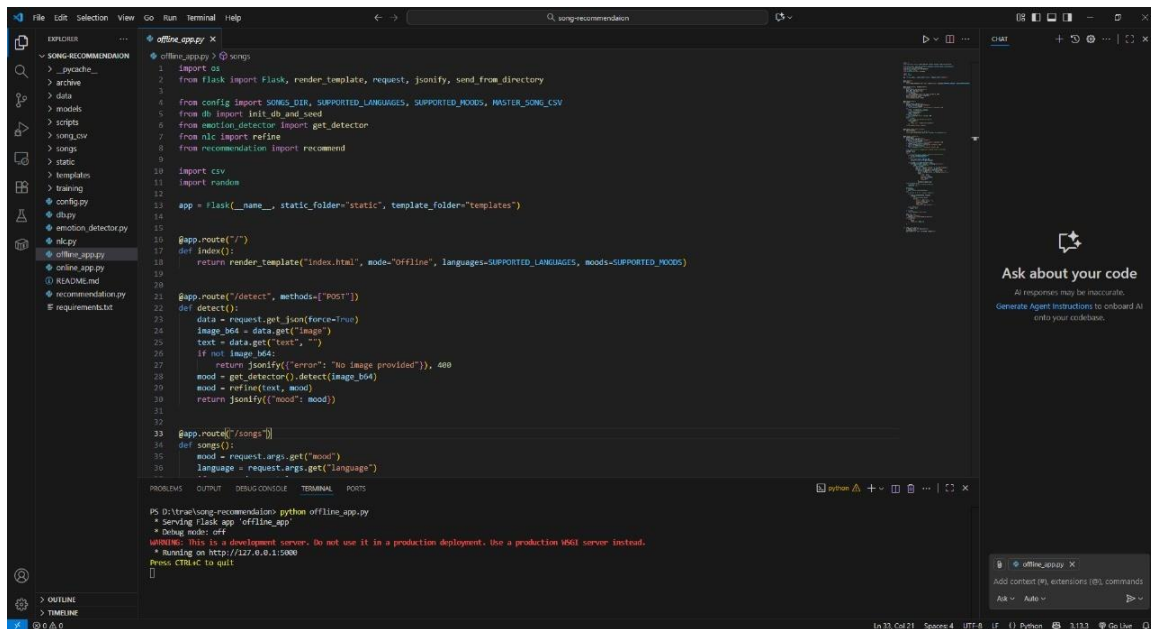 File Edit Selection View Go Run Terminal Help
song-recommendaion
EXPLORER
SONG-RECOMMENDAION
__pycache__
archive
data
models
scripts
song_csv
songs
static
templates
training
config.py
db.py
emotion_detector.py
nlc.py
offline_app.py
online_app.py
README.md
recommendation.py
requirements.txt
OUTLINE
TIMELINE
offline_app.py
offline_app.py > songs
1 import os
2 from flask import Flask, render_template, request, jsonify, send_from_directory
3
4 from config import SONGS_DIR, SUPPORTED_LANGUAGES, SUPPORTED_MOODS, MASTER_SONG_CSV
5 from db import init_db_and_seed
6 from emotion_detector import get_detector
7 from nlc import refine
8 from recommendation import recommend
9
10 import csv
11 import random
12
13 app = Flask(__name__, static_folder="static", template_folder="templates")
14
15
16 @app.route("/")
17 def index():
18 return render_template("index.html", mode="Offline", languages=SUPPORTED_LANGUAGES, moods=SUPPORTED_MOODS)
19
20
21 @app.route("/detect", methods=["POST"])
22 def detect():
23 data = request.get_json(force=True)
24 image_b64 = data.get("image")
25 text = data.get("text", "")
26 if not image_b64:
27 return jsonify({"error": "No image provided"}), 400
28 mood = get_detector().detect(image_b64)
29 mood = refine(text, mood)
30 return jsonify({"mood": mood})
31
32
33 @app.route("/songs")
34 def songs():
35 mood = request.args.get("mood")
36 language = request.args.get("language")
PROBLEMS OUTPUT DEBUG CONSOLE TERMINAL PORTS
python
PS D:\trae\song-recommendaion> python offline_app.py
* Serving Flask app 'offline_app'
* Debug mode: off
WARNING: This is a development server. Do not use it in a production deployment. Use a production WSGI server instead.
* Running on http://127.0.0.1:5000
Press CTRL+C to quit
CHAT
Ask about your code
AI responses may be inaccurate.
Generate Agent Instructions to onboard AI
onto your codebase.
offline_app.py
Add context (#), extensions (@), commands
Ask Auto
0 0
Ln 33, Col 21 Spaces: 4 UTF-8 LF {} Python 3.13.3 Go Live